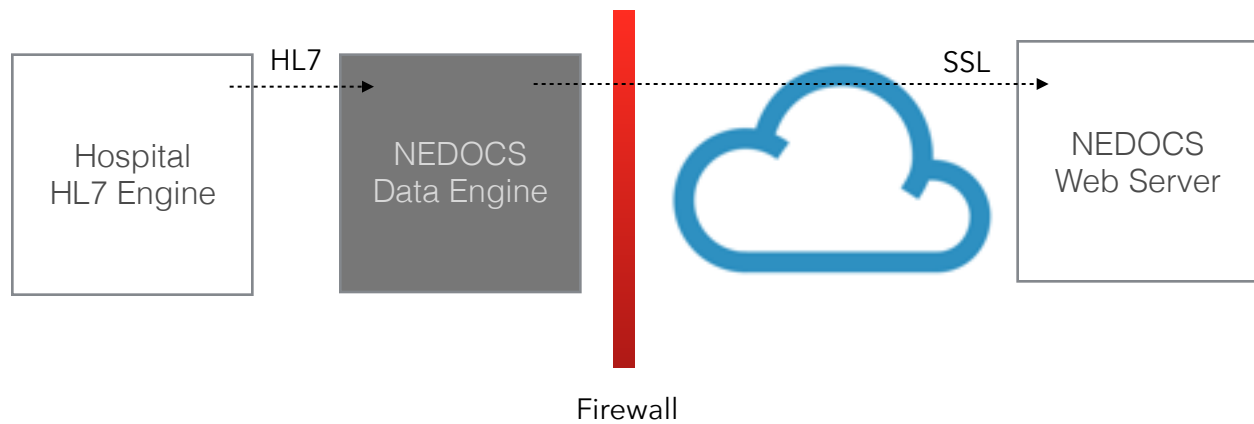 HL7
SSL
Hospital
HL7 Engine
NEDOCS
Data Engine
NEDOCS
Web Server
Firewall